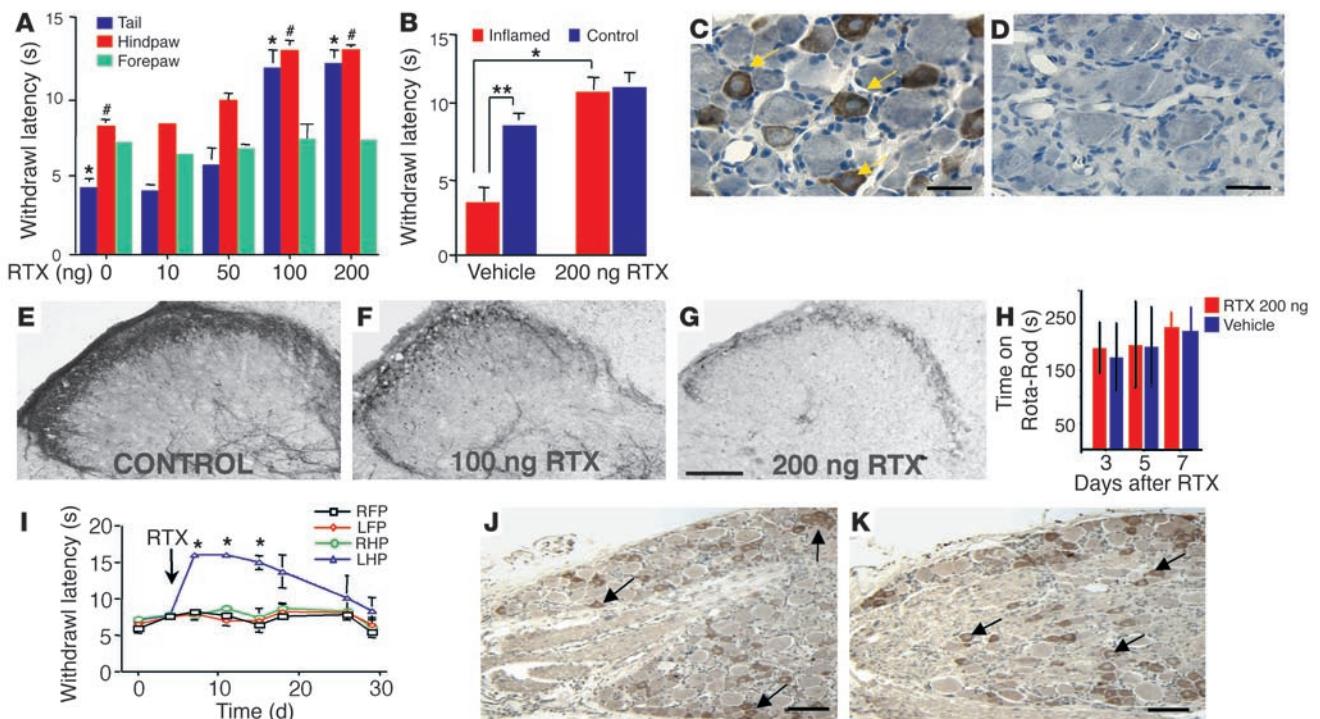 A
Withdrawl latency (s)
15
10
5
0
Tail
Hindpaw
Forepaw
* # * # * #
RTX (ng) 0 10 50 100 200
B
Withdrawl latency (s)
15
10
5
0
Inflamed Control
*
**
Vehicle 200 ng RTX
C
D
E
CONTROL
F
100 ng RTX
G
200 ng RTX
H
Time on
Rota-Rod (s)
250
150
50
RTX 200 ng
Vehicle
3 5 7
Days after RTX
I
Withdrawl latency (s)
20
15
10
5
0
RTX
* * *
RFP
LFP
RHP
LHP
0 10 20 30
Time (d)
J
K